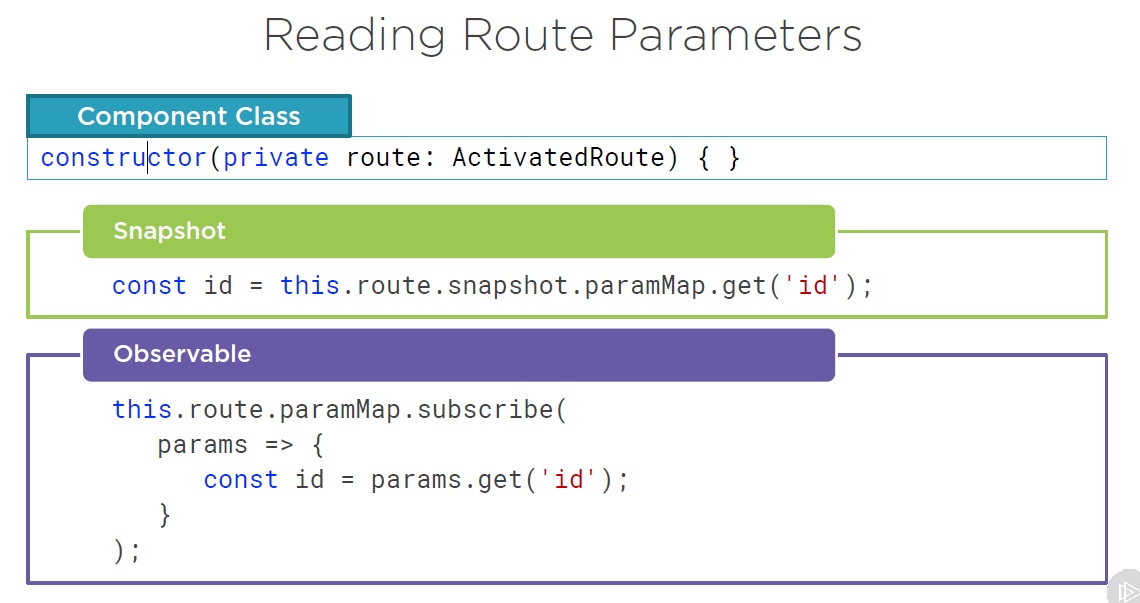 Reading Route Parameters
Component Class
constructor(private route: ActivatedRoute) { }
Snapshot
const id = this.route.snapshot.paramMap.get('id');
Observable
this.route.paramMap.subscribe(
params => {
const id = params.get('id');
}
);